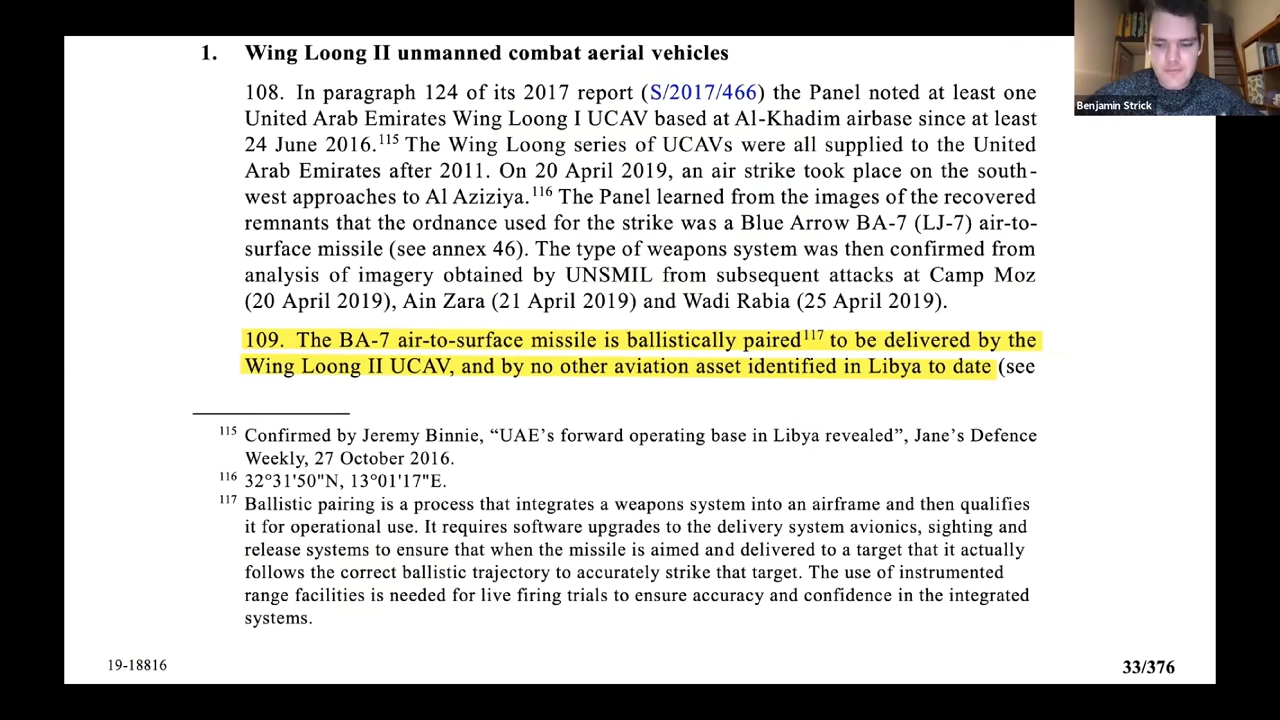 1. Wing Loong II unmanned combat aerial vehicles
108. In paragraph 124 of its 2017 report (S/2017/466) the Panel noted at least one
United Arab Emirates Wing Loong I UCAV based at Al-Khadim airbase since at least
24 June 2016.115 The Wing Loong series of UCAVs were all supplied to the United
Arab Emirates after 2011. On 20 April 2019, an air strike took place on the south-
west approaches to Al Aziziya.116 The Panel learned from the images of the recovered
remnants that the ordnance used for the strike was a Blue Arrow BA-7 (LJ-7) air-to-
surface missile (see annex 46). The type of weapons system was then confirmed from
analysis of imagery obtained by UNSMIL from subsequent attacks at Camp Moz
(20 April 2019), Ain Zara (21 April 2019) and Wadi Rabia (25 April 2019).
109. The BA-7 air-to-surface missile is ballistically paired117 to be delivered by the
Wing Loong II UCAV, and by no other aviation asset identified in Libya to date (see
115 Confirmed by Jeremy Binnie, “UAE’s forward operating base in Libya revealed”, Jane’s Defence
Weekly, 27 October 2016.
116 32°31'50"N, 13°01'17"E.
117 Ballistic pairing is a process that integrates a weapons system into an airframe and then qualifies
it for operational use. It requires software upgrades to the delivery system avionics, sighting and
release systems to ensure that when the missile is aimed and delivered to a target that it actually
follows the correct ballistic trajectory to accurately strike that target. The use of instrumented
range facilities is needed for live firing trials to ensure accuracy and confidence in the integrated
systems.
19-18816
33/376
Benjamin Strick